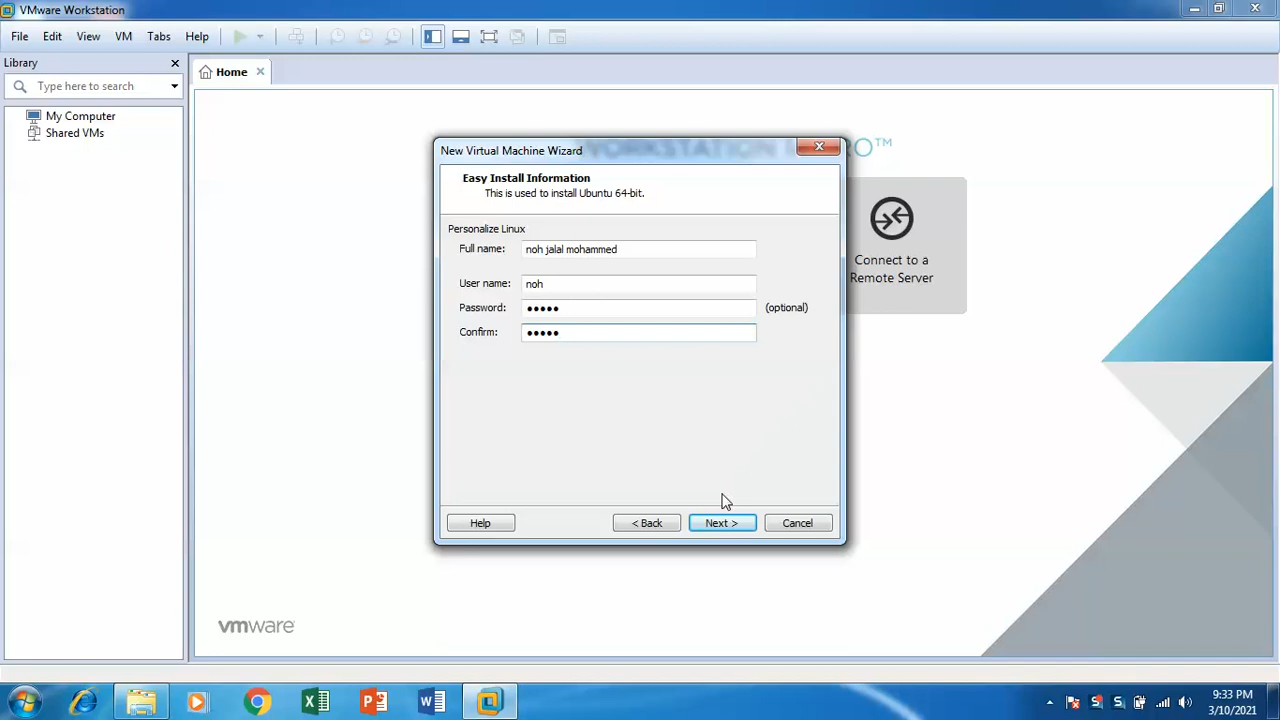 VMware Workstation
File Edit View VM Tabs Help
Library
Type here to search
Home
My Computer
Shared VMs
WORKSTATION PRO™
New Virtual Machine Wizard
Easy Install Information
This is used to install Ubuntu 64-bit.
Personalize Linux
Full name: noh jalal mohammed
User name: noh
Password: ●●●●● (optional)
Confirm: ●●●●●
Connect to a
Remote Server
Help < Back Next > Cancel
vmware
9:33 PM
3/10/2021